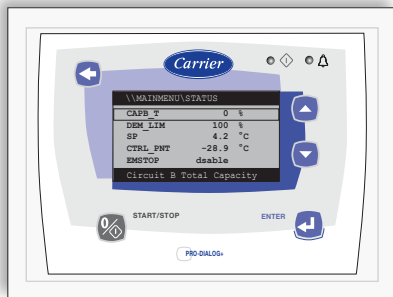 Carrier
\\MAINMENU\STATUS
CAPB_T 0 %
DEM_LIM 100 %
SP 4.2 °C
CTRL_PNT -28.9 °C
EMSTOP dsable
Circuit B Total Capacity
START/STOP
ENTER
PRO-DIALOG+